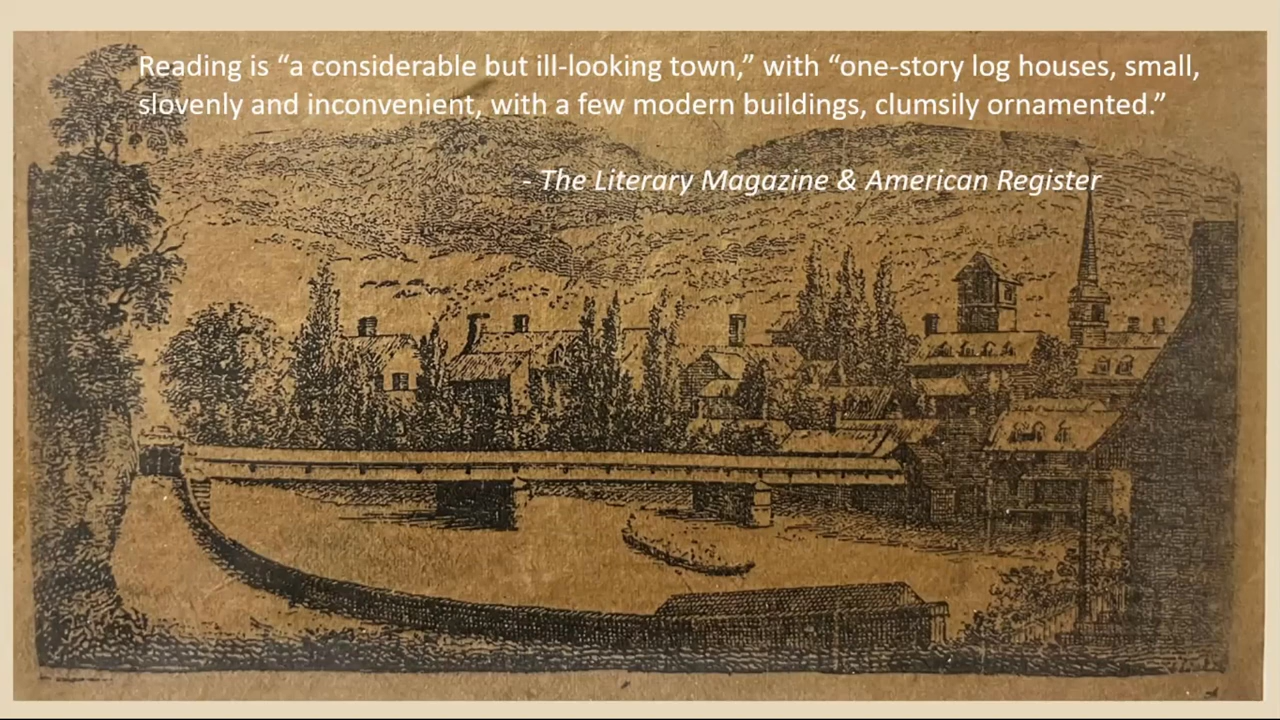 Reading is “a considerable but ill-looking town,” with “one-story log houses, small,
slovenly and inconvenient, with a few modern buildings, clumsily ornamented.”
- The Literary Magazine & American Register